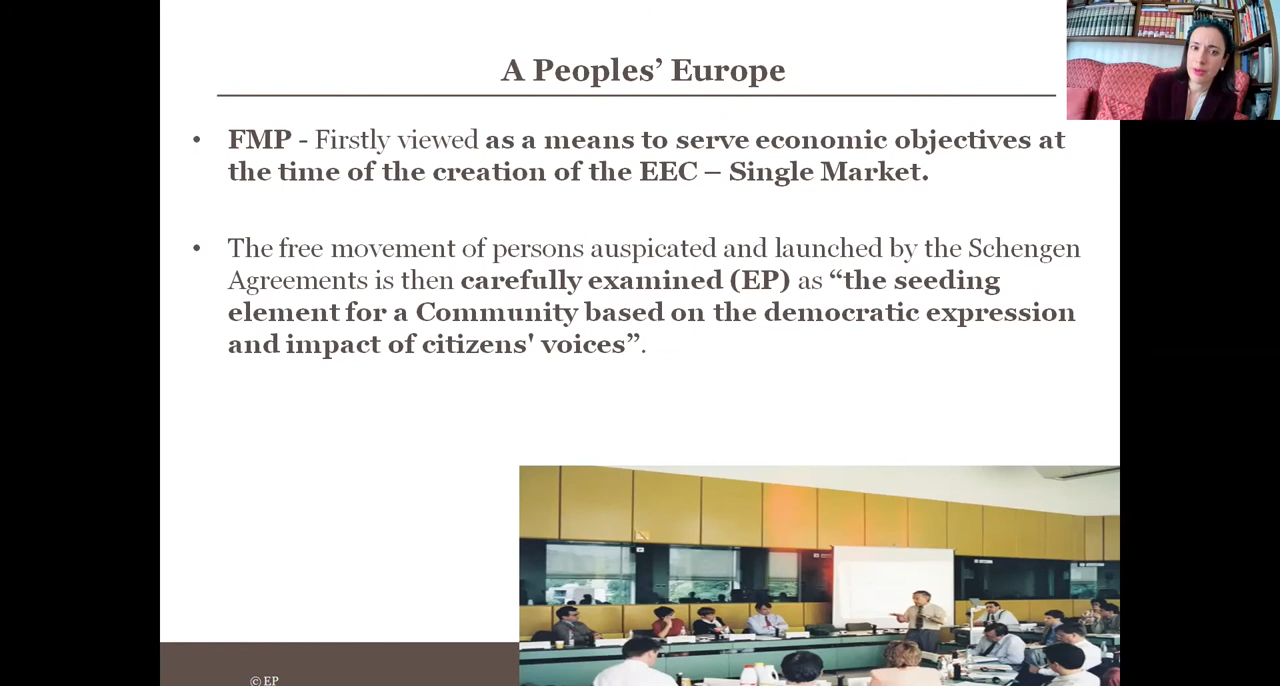 A Peoples’ Europe
• FMP - Firstly viewed as a means to serve economic objectives at
the time of the creation of the EEC – Single Market.
• The free movement of persons auspicated and launched by the Schengen
Agreements is then carefully examined (EP) as “the seeding
element for a Community based on the democratic expression
and impact of citizens' voices”.
© EP